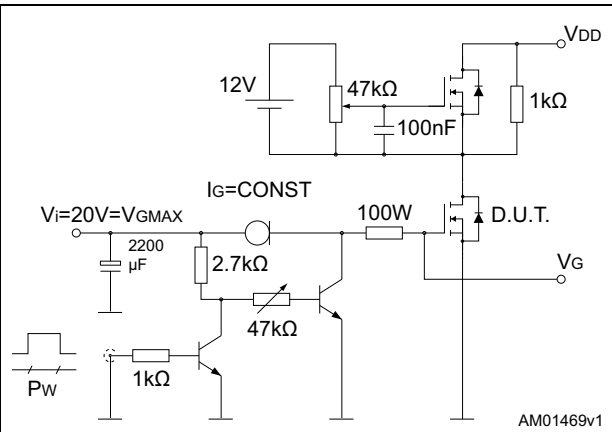 VDD
12V
47kΩ
1kΩ
100nF
IG=CONST
Vi=20V=VGMAX
100W
D.U.T.
2200
µF
2.7kΩ
VG
47kΩ
1kΩ
PW
AM01469v1